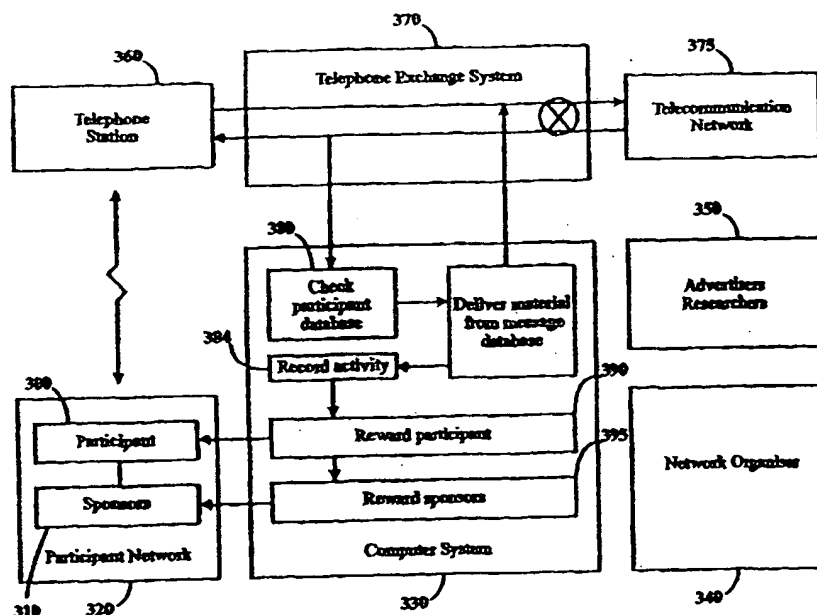 370
360
375
Telephone Exchange System
Telephone
Station
Telecommunication
Network
380
350
Check
participant
database
Deliver material
from message
database
Advertisers
Researchers
384
Record activity
300
390
Participant
Reward participant
395
Network Organiser
Sponsors
Reward sponsors
Participant Network
Computer System
310
320
330
340